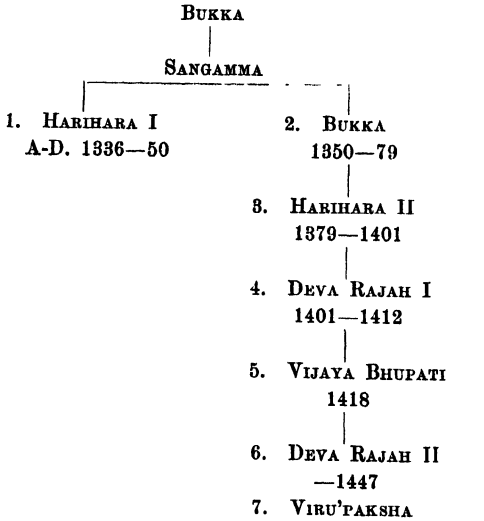 BUKKA
SANGAMMA
1. HARIHARA I
A-D. 1336—50
2. BUKKA
1350—79
3. HARIHARA II
1379—1401
4. DEVA RAJAH I
1401—1412
5. VIJAYA BHUPATI
1418
6. DEVA RAJAH II
—1447
7. VIRU'PAKSHA